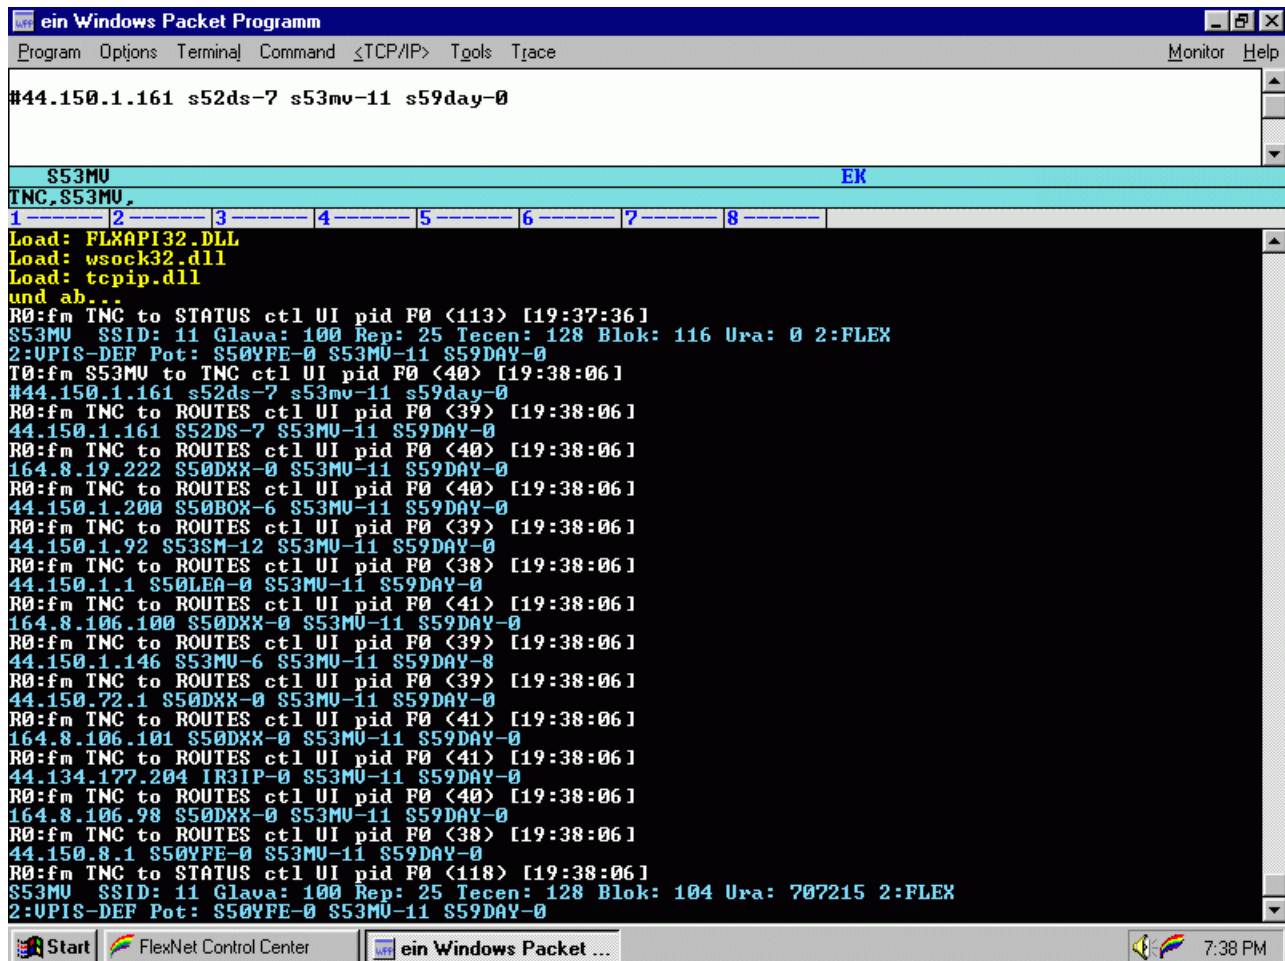 ein Windows Packet Programm
Program Options Terminal Command <TCP/IP> Tools Trace Monitor Help
#44.150.1.161 s52ds-7 s53mv-11 s59day-0
S53MV EK
TNC,S53MV,
1------|2------|3------|4------|5------|6------|7------|8------|
Load: FLXAPI32.DLL
Load: wsock32.dll
Load: tcpip.dll
und ab...
R0:fm TNC to STATUS ctl UI pid F0 (113) [19:37:36]
S53MV SSID: 11 Glava: 100 Rep: 25 Tecen: 128 Blok: 116 Ura: 0 2:FLEX
2:VPIS-DEF Pot: S50YFE-0 S53MV-11 S59DAY-0
T0:fm S53MV to TNC ctl UI pid F0 (40) [19:38:06]
#44.150.1.161 s52ds-7 s53mv-11 s59day-0
R0:fm TNC to ROUTES ctl UI pid F0 (39) [19:38:06]
44.150.1.161 S52DS-7 S53MV-11 S59DAY-0
R0:fm TNC to ROUTES ctl UI pid F0 (40) [19:38:06]
164.8.19.222 S50DXX-0 S53MV-11 S59DAY-0
R0:fm TNC to ROUTES ctl UI pid F0 (40) [19:38:06]
44.150.1.200 S50BOX-6 S53MV-11 S59DAY-0
R0:fm TNC to ROUTES ctl UI pid F0 (39) [19:38:06]
44.150.1.92 S53SM-12 S53MV-11 S59DAY-0
R0:fm TNC to ROUTES ctl UI pid F0 (38) [19:38:06]
44.150.1.1 S50LEA-0 S53MV-11 S59DAY-0
R0:fm TNC to ROUTES ctl UI pid F0 (41) [19:38:06]
164.8.106.100 S50DXX-0 S53MV-11 S59DAY-0
R0:fm TNC to ROUTES ctl UI pid F0 (39) [19:38:06]
44.150.1.146 S53MV-6 S53MV-11 S59DAY-8
R0:fm TNC to ROUTES ctl UI pid F0 (39) [19:38:06]
44.150.72.1 S50DXX-0 S53MV-11 S59DAY-0
R0:fm TNC to ROUTES ctl UI pid F0 (41) [19:38:06]
164.8.106.101 S50DXX-0 S53MV-11 S59DAY-0
R0:fm TNC to ROUTES ctl UI pid F0 (41) [19:38:06]
44.134.177.204 IR3IP-0 S53MV-11 S59DAY-0
R0:fm TNC to ROUTES ctl UI pid F0 (40) [19:38:06]
164.8.106.98 S50DXX-0 S53MV-11 S59DAY-0
R0:fm TNC to ROUTES ctl UI pid F0 (38) [19:38:06]
44.150.8.1 S50YFE-0 S53MV-11 S59DAY-0
R0:fm TNC to STATUS ctl UI pid F0 (118) [19:38:06]
S53MV SSID: 11 Glava: 100 Rep: 25 Tecen: 128 Blok: 104 Ura: 707215 2:FLEX
2:VPIS-DEF Pot: S50YFE-0 S53MV-11 S59DAY-0
Start FlexNet Control Center ein Windows Packet ... 7:38 PM